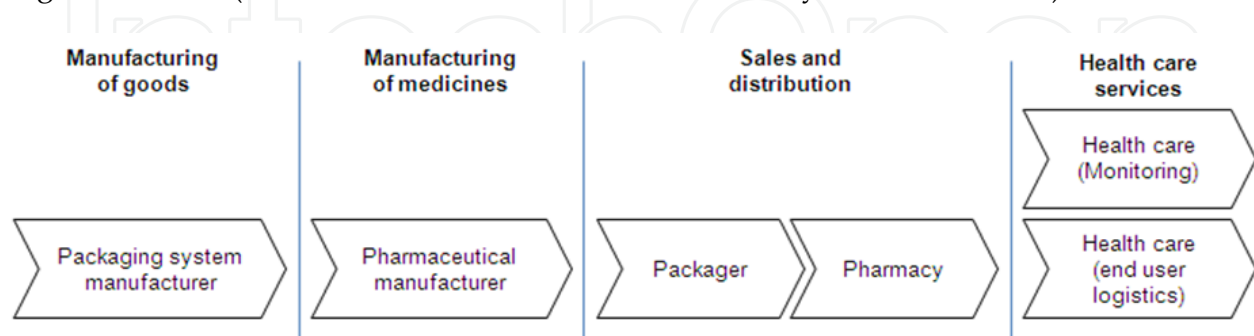 Manufacturing
of goods
Manufacturing
of medicines
Sales and
distribution
Health care
services
Packaging system
manufacturer
Pharmaceutical
manufacturer
Packager
Pharmacy
Health care
(Monitoring)
Health care
(end user
logistics)